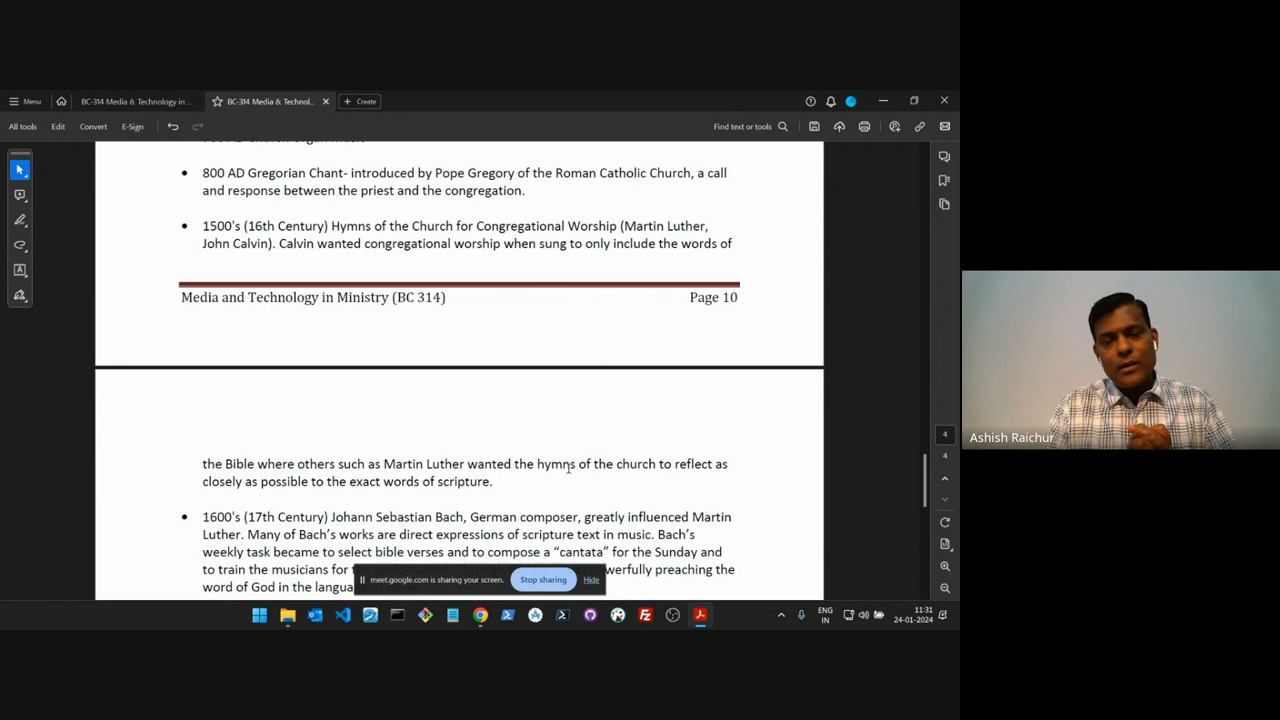 Menu
BC-314 Media & Technology in ...
BC-314 Media & Technol...
Create
All tools
Edit
Convert
E-Sign
Find text or tools
800 AD Gregorian Chant- introduced by Pope Gregory of the Roman Catholic Church, a call
and response between the priest and the congregation.
1500's (16th Century) Hymns of the Church for Congregational Worship (Martin Luther,
John Calvin). Calvin wanted congregational worship when sung to only include the words of
Media and Technology in Ministry (BC 314) Page 10
the Bible where others such as Martin Luther wanted the hymns of the church to reflect as
closely as possible to the exact words of scripture.
1600's (17th Century) Johann Sebastian Bach, German composer, greatly influenced Martin
Luther. Many of Bach's works are direct expressions of scripture text in music. Bach's
weekly task became to select bible verses and to compose a “cantata” for the Sunday and
to train the musicians for
the
word of God in the
meet.google.com is sharing your screen.
Stop sharing
Hide
4
4
Ashish Raichur
ENG
IN
11:31
24-01-2024